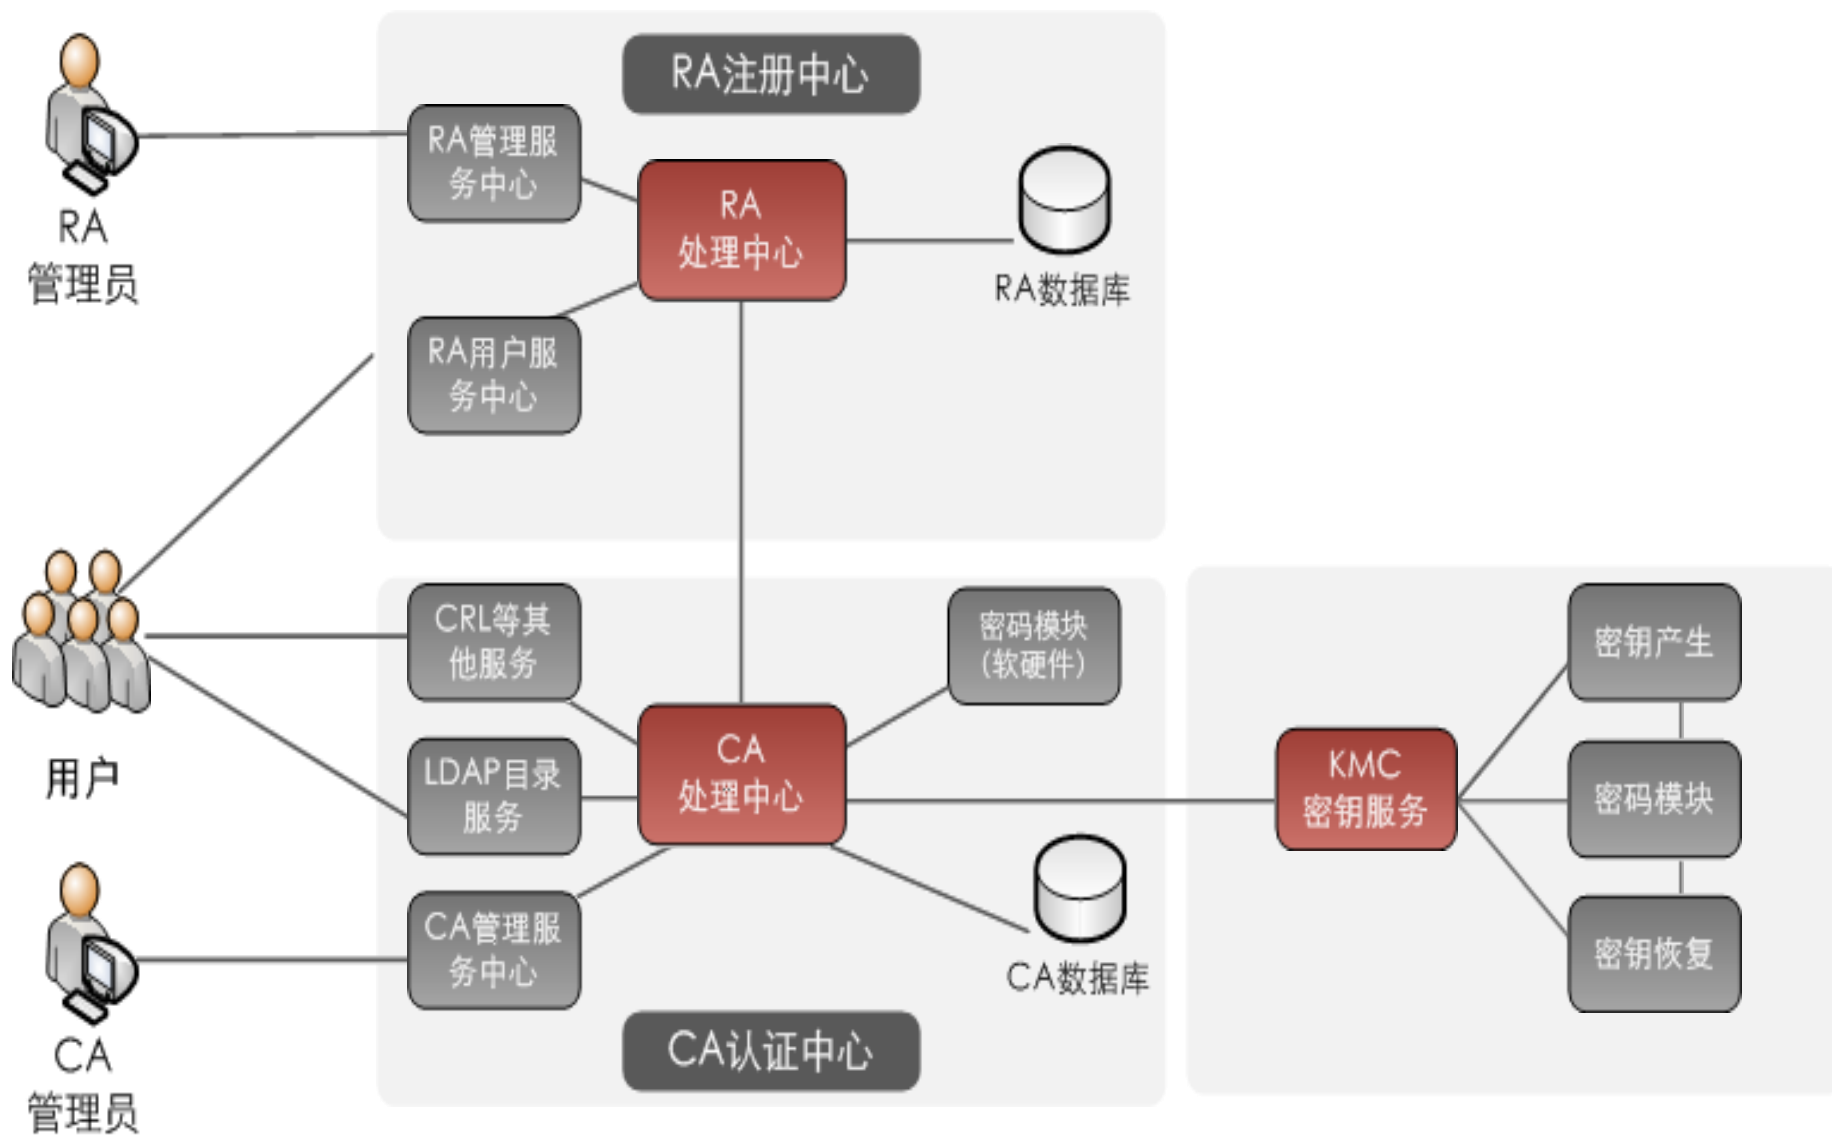 RA注册中心
RA管理服
务中心
RA
处理中心
RA
管理员
RA数据库
RA用户服
务中心
CRL等其
他服务
密码模块
(软硬件)
密钥产生
用户
LDAP目录
服务
CA
处理中心
KMC
密钥服务
密码模块
CA管理服
务中心
CA数据库
密钥恢复
CA
管理员
CA认证中心